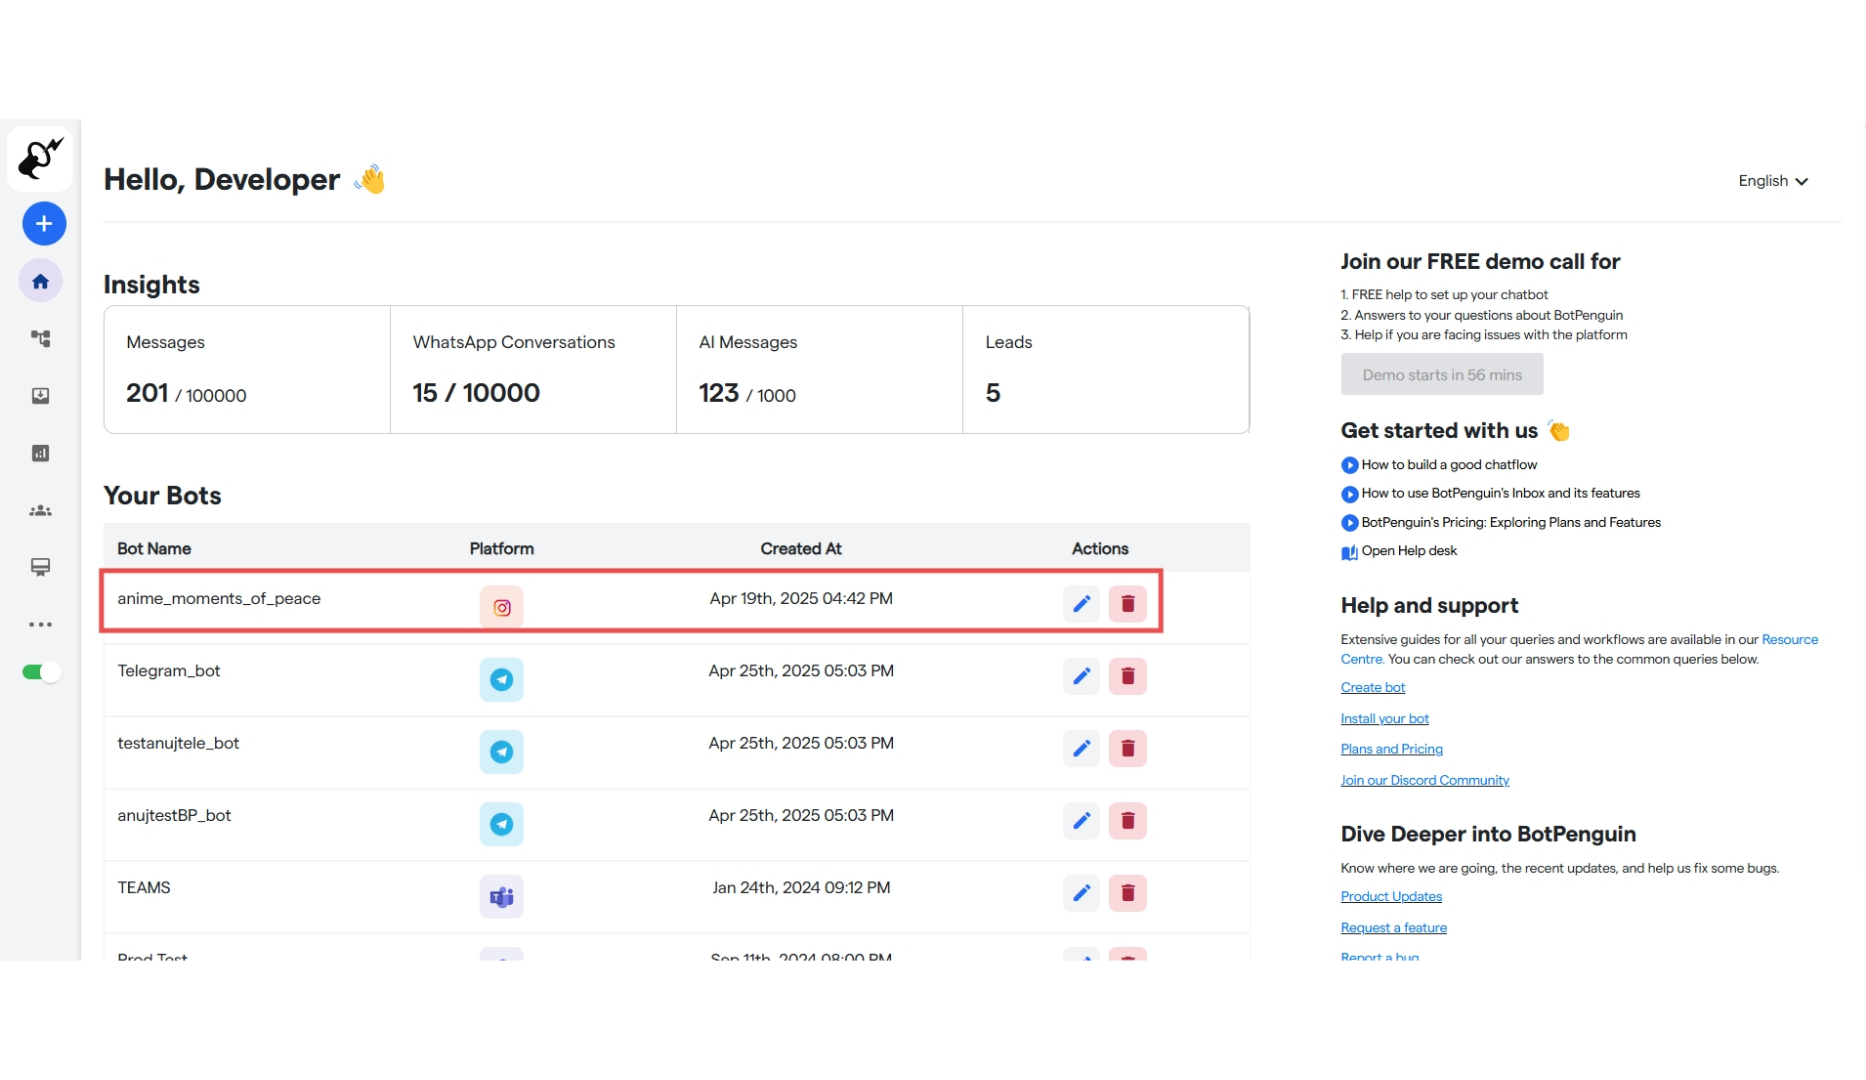 Hello, Developer
English
Insights
Messages
201 / 100000
WhatsApp Conversations
15 / 10000
AI Messages
123 / 1000
Leads
5
Your Bots
Bot Name Platform Created At Actions
anime_moments_of_peace Apr 19th, 2025 04:42 PM
Telegram_bot Apr 25th, 2025 05:03 PM
testanujtele_bot Apr 25th, 2025 05:03 PM
anujtestBP_bot Apr 25th, 2025 05:03 PM
TEAMS Jan 24th, 2024 09:12 PM
Prod Test Sep 11th, 2024 08:00 PM
Join our FREE demo call for
1. FREE help to set up your chatbot
2. Answers to your questions about BotPenguin
3. Help if you are facing issues with the platform
Demo starts in 56 mins
Get started with us
How to build a good chatflow
How to use BotPenguin's Inbox and its features
BotPenguin's Pricing: Exploring Plans and Features
Open Help desk
Help and support
Extensive guides for all your queries and workflows are available in our Resource
Centre. You can check out our answers to the common queries below.
Create bot
Install your bot
Plans and Pricing
Join our Discord Community
Dive Deeper into BotPenguin
Know where we are going, the recent updates, and help us fix some bugs.
Product Updates
Request a feature
Report a bug